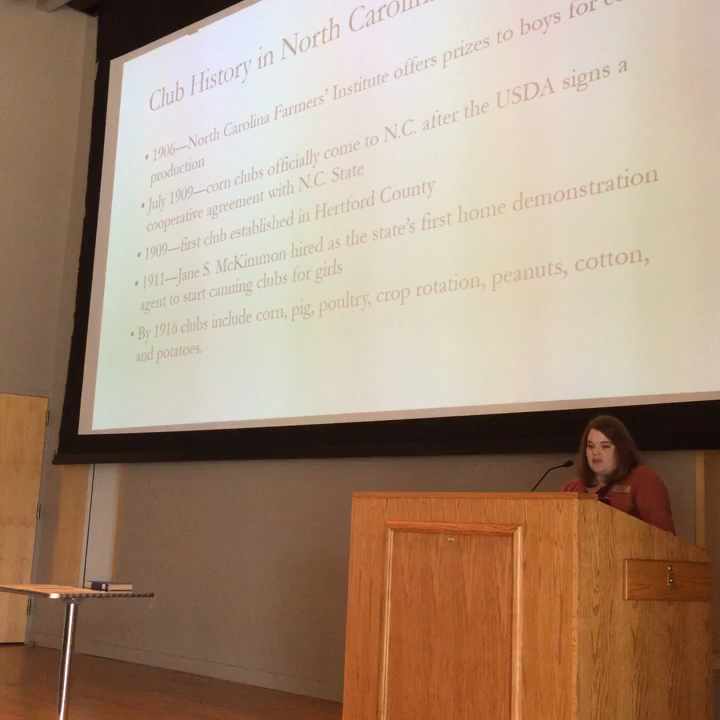 Club History in North Carolina
• 1906—North Carolina Farmers' Institute offers prizes to boys for
production
• July 1909—corn clubs officially come to N.C. after the USDA signs a
cooperative agreement with N.C. State
• 1909—first club established in Hertford County
• 1911—Jane S. McKimmon hired as the state's first home demonstration
agent to start canning clubs for girls
• By 1916 clubs include corn, pig, poultry, crop rotation, peanuts, cotton,
and potatoes.